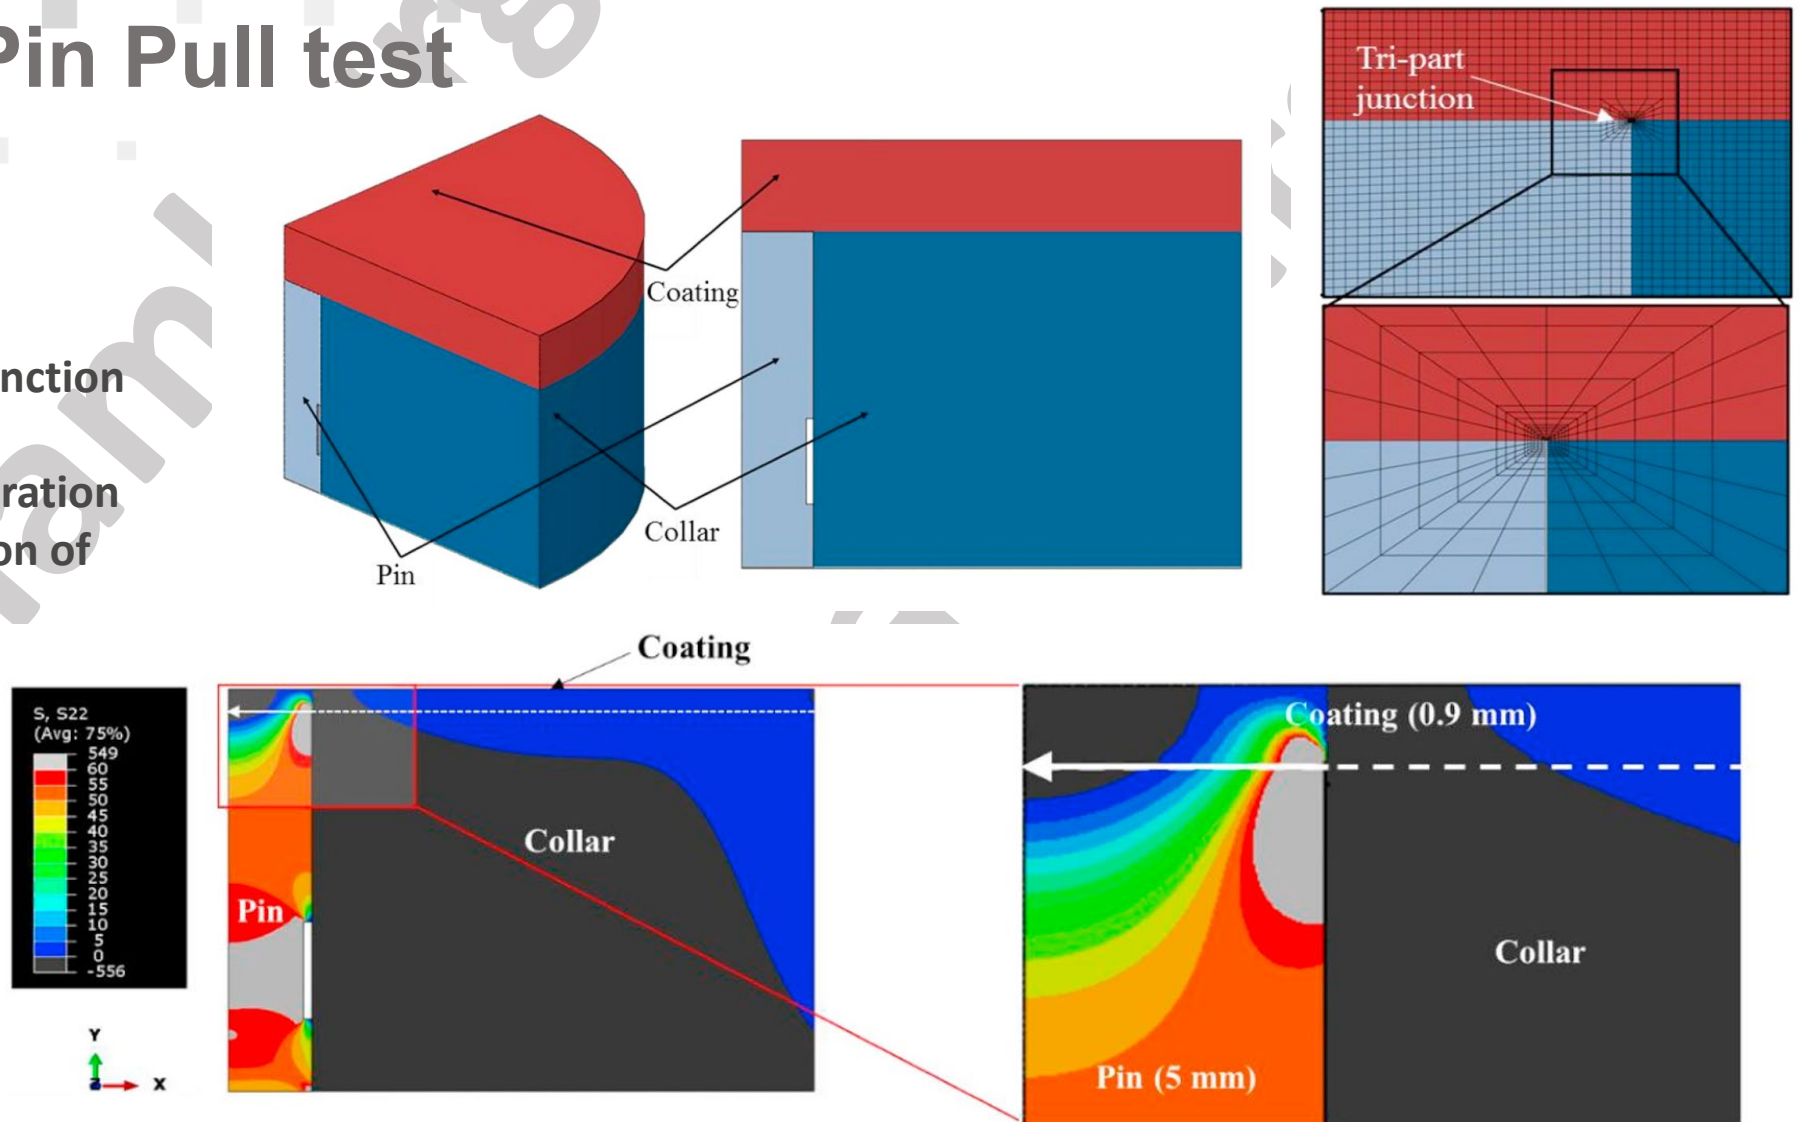 Pin Pull test
Tri-part
junction
Coating
Collar
Pin
nction
ration
on of
Coating
S, S22
(Avg: 75%)
549
60
55
50
45
40
35
30
25
20
15
10
5
0
-556
Y
Z
X
Pin
Collar
Coating (0.9 mm)
Collar
Pin (5 mm)